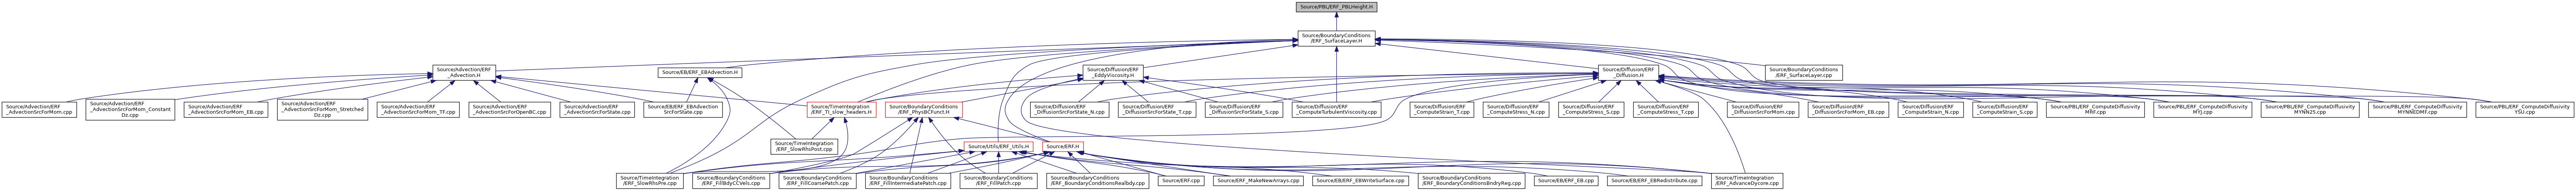 Source/PBL/ERF_PBLHeight.H
Source/BoundaryConditions
/ERF_SurfaceLayer.H
Source/Advection/ERF
_Advection.H
Source/EB/ERF_EBAdvection.H
Source/Diffusion/ERF
_EddyViscosity.H
Source/Diffusion/ERF
_Diffusion.H
Source/BoundaryConditions
/ERF_SurfaceLayer.cpp
Source/Advection/ERF
_AdvectionSrcForMom.cpp
Source/Advection/ERF
_AdvectionSrcForMom_Constant
Dz.cpp
Source/Advection/ERF
_AdvectionSrcForMom_EB.cpp
Source/Advection/ERF
_AdvectionSrcForMom_Stretched
Dz.cpp
Source/Advection/ERF
_AdvectionSrcForMom_TF.cpp
Source/Advection/ERF
_AdvectionSrcForOpenBC.cpp
Source/Advection/ERF
_AdvectionSrcForState.cpp
Source/EB/ERF_EBAdvection
SrcForState.cpp
Source/TimeIntegration
/ERF_TI_slow_headers.H
Source/BoundaryConditions
/ERF_PhysBCFunct.H
Source/Diffusion/ERF
_DiffusionSrcForState_N.cpp
Source/Diffusion/ERF
_DiffusionSrcForState_T.cpp
Source/Diffusion/ERF
_DiffusionSrcForState_S.cpp
Source/Diffusion/ERF
_ComputeTurbulentViscosity.cpp
Source/Diffusion/ERF
_ComputeStrain_T.cpp
Source/Diffusion/ERF
_ComputeStress_N.cpp
Source/Diffusion/ERF
_ComputeStress_S.cpp
Source/Diffusion/ERF
_ComputeStress_T.cpp
Source/Diffusion/ERF
_DiffusionSrcForMom.cpp
Source/Diffusion/ERF
_DiffusionSrcForMom_EB.cpp
Source/Diffusion/ERF
_ComputeStrain_N.cpp
Source/Diffusion/ERF
_ComputeStrain_S.cpp
Source/PBL/ERF_ComputeDiffusivity
MRF.cpp
Source/PBL/ERF_ComputeDiffusivity
MYJ.cpp
Source/PBL/ERF_ComputeDiffusivity
MYNN25.cpp
Source/PBL/ERF_ComputeDiffusivity
MYNNEDMF.cpp
Source/PBL/ERF_ComputeDiffusivity
YSU.cpp
Source/TimeIntegration
/ERF_SlowRhsPost.cpp
Source/Utils/ERF_Utils.H
Source/ERF.H
Source/TimeIntegration
/ERF_SlowRhsPre.cpp
Source/BoundaryConditions
/ERF_FillBdyCCVels.cpp
Source/BoundaryConditions
/ERF_FillCoarsePatch.cpp
Source/BoundaryConditions
/ERF_FillIntermediatePatch.cpp
Source/BoundaryConditions
/ERF_FillPatch.cpp
Source/BoundaryConditions
/ERF_BoundaryConditionsRealbdy.cpp
Source/ERF.cpp
Source/ERF_MakeNewArrays.cpp
Source/EB/ERF_EBWriteSurface.cpp
Source/BoundaryConditions
/ERF_BoundaryConditionsBndryReg.cpp
Source/EB/ERF_EB.cpp
Source/EB/ERF_EBRedistribute.cpp
Source/TimeIntegration
/ERF_AdvanceDycore.cpp